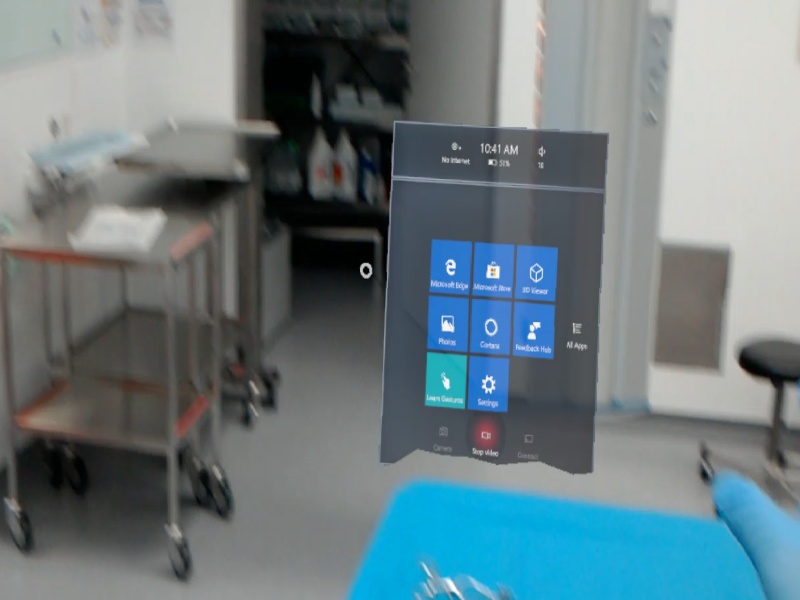 10:41 AM
No Internet
51%
10
Microsoft Edge
Microsoft Store
3D Viewer
Photos
Cortana
Feedback Hub
All Apps
Learn Gestures
Settings
Camera
Stop video
Connect